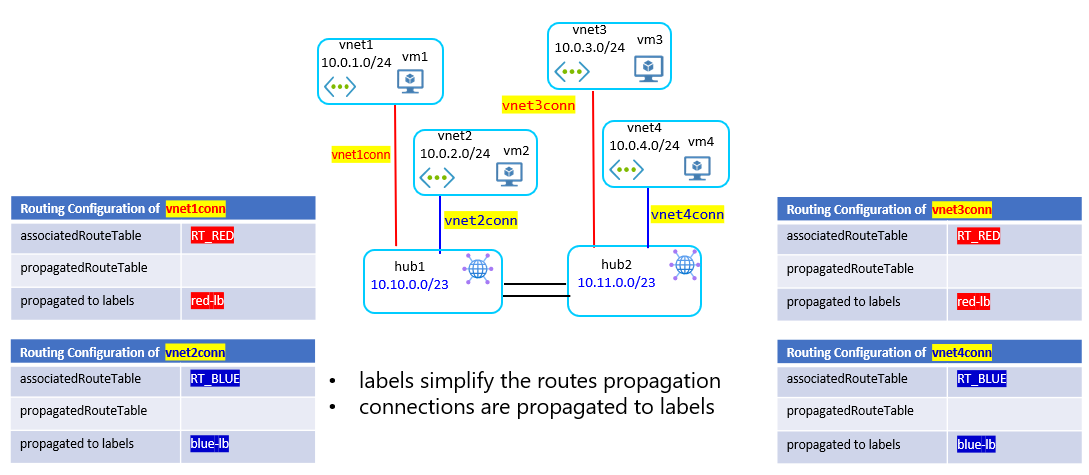 vnet1
10.0.1.0/24
vm1
vnet3
10.0.3.0/24
vm3
vnet3conn
vnet1conn
vnet2
10.0.2.0/24
vm2
vnet4
10.0.4.0/24
vm4
vnet2conn
vnet4conn
hub1
10.10.0.0/23
hub2
10.11.0.0/23
Routing Configuration of vnet1conn
associatedRouteTable RT_RED
propagatedRouteTable
propagated to labels red-lb
Routing Configuration of vnet2conn
associatedRouteTable RT_BLUE
propagatedRouteTable
propagated to labels blue-lb
• labels simplify the routes propagation
• connections are propagated to labels
Routing Configuration of vnet3conn
associatedRouteTable RT_RED
propagatedRouteTable
propagated to labels red-lb
Routing Configuration of vnet4conn
associatedRouteTable RT_BLUE
propagatedRouteTable
propagated to labels blue-lb